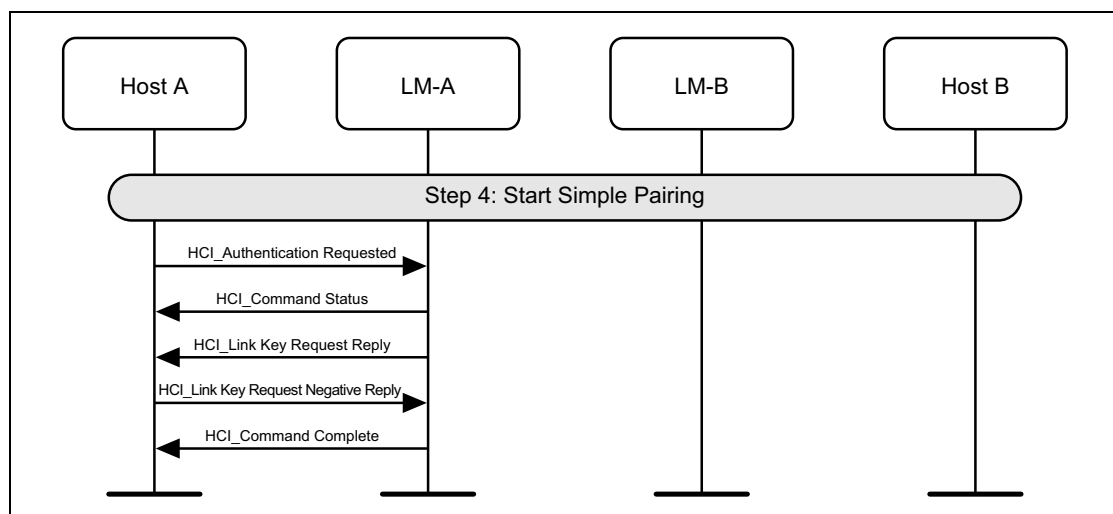 Host A
LM-A
LM-B
Host B
Step 4: Start Simple Pairing
HCI_Authentication Requested
HCI_Command Status
HCI_Link Key Request Reply
HCI_Link Key Request Negative Reply
HCI_Command Complete